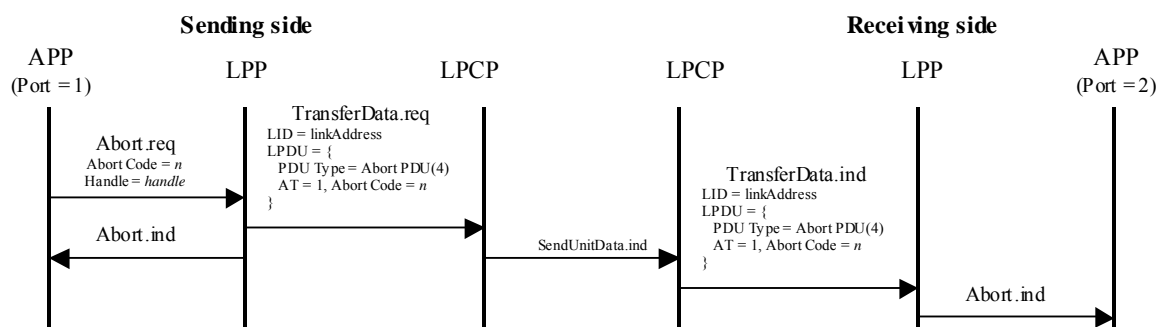 Sending side
Receiving side
APP
(Port = 1)
LPP
LPCP
LPCP
LPP
APP
(Port = 2)
Abort.req
Abort Code = n
Handle = handle
Abort.ind
TransferData.req
LID = linkAddress
LPDU = {
PDU Type = Abort PDU(4)
AT = 1, Abort Code = n
}
SendUnitData.ind
TransferData.ind
LID = linkAddress
LPDU = {
PDU Type = Abort PDU(4)
AT = 1, Abort Code = n
}
Abort.ind